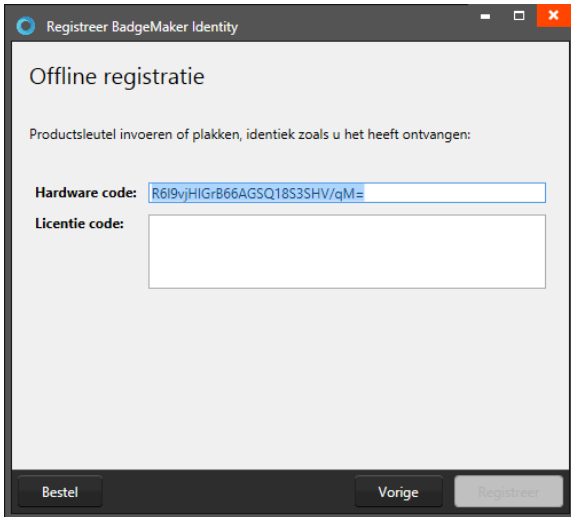 Registreer BadgeMaker Identity
Offline registratie
Productsleutel invoeren of plakken, identiek zoals u het heeft ontvangen:
Hardware code: R6I9vjHIGrB66AGSQ18S3SHV/qM=
Licentie code:
Bestel Vorige Registreer